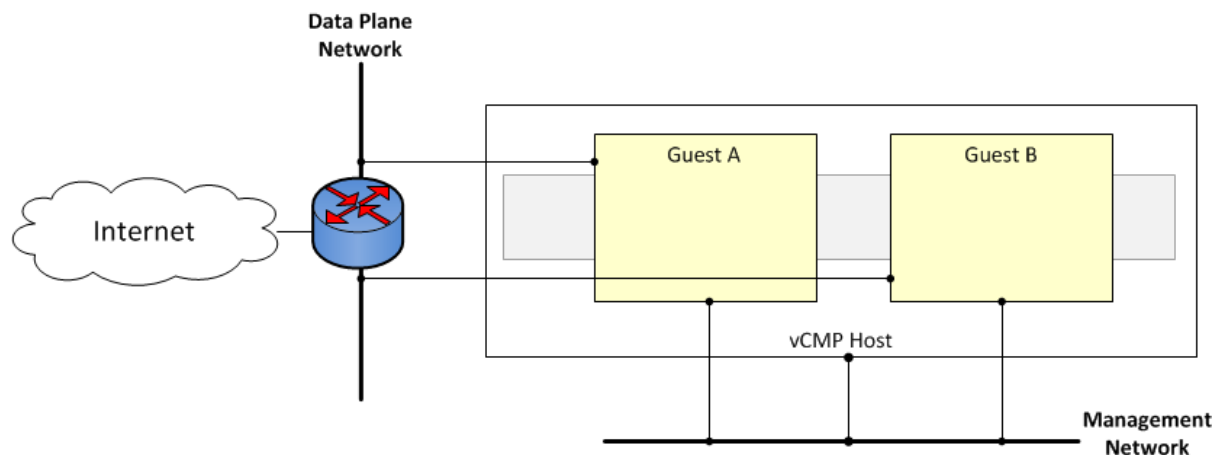 Data Plane
Network
Guest A
Guest B
Internet
vCMP Host
Management
Network